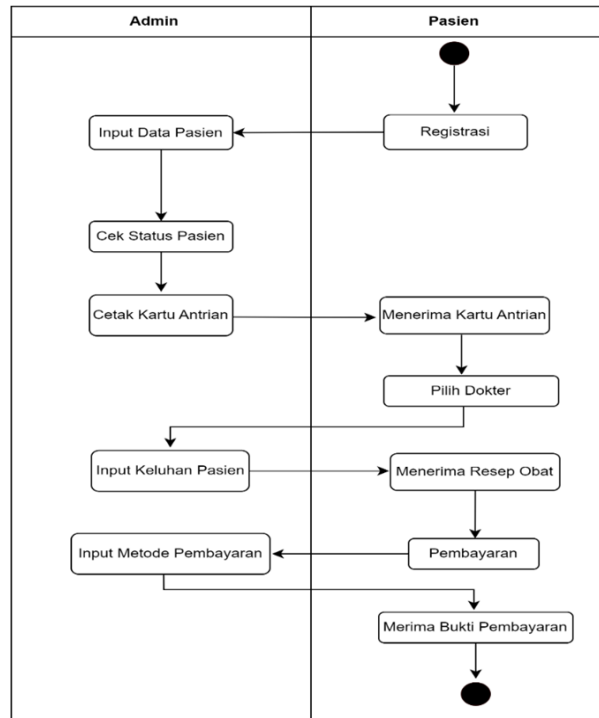 Admin
Pasien
Registrasi
Input Data Pasien
Cek Status Pasien
Cetak Kartu Antrian
Menerima Kartu Antrian
Pilih Dokter
Input Keluhan Pasien
Menerima Resep Obat
Pembayaran
Input Metode Pembayaran
Merima Bukti Pembayaran